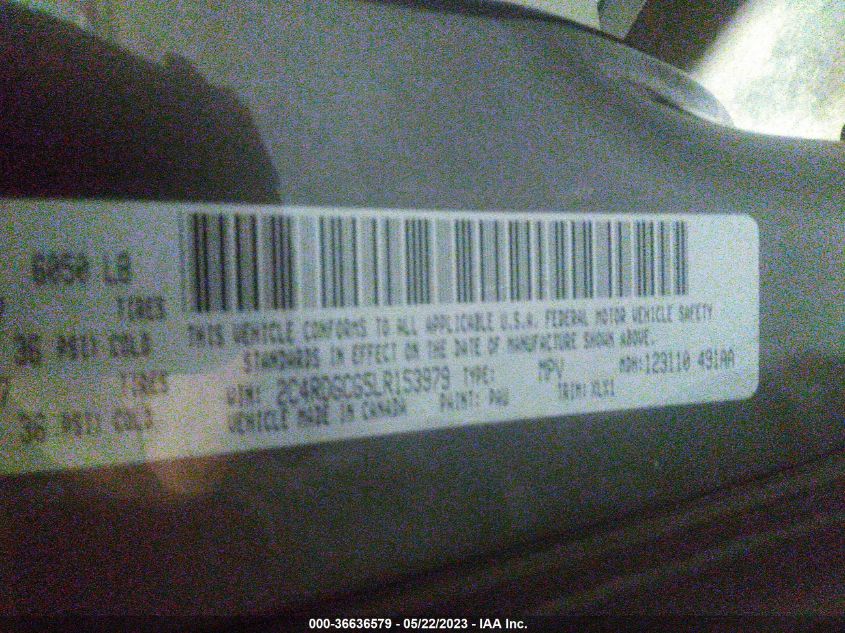 6050 LB
TIRES
36 PSI) COLD
TIRES
36 PSI) COLD
THIS VEHICLE CONFORMS TO ALL APPLICABLE U.S.A. FEDERAL MOTOR VEHICLE SAFETY
STANDARDS IN EFFECT ON THE DATE OF MANUFACTURE SHOWN ABOVE.
VIN: 2C4RDGCG5LR153979 TYPE: MPV MDH:123110 491AA
VEHICLE MADE IN CANADA PAINT: PAU TRIM:XLX1
000-36636579 - 05/22/2023 - IAA Inc.